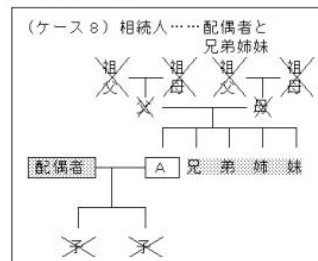 (ケース8)相続人……配偶者と
兄弟姉妹
祖父 祖母 祖父 祖母
父 母
配偶者 A 兄 弟 姉 妹
子 子